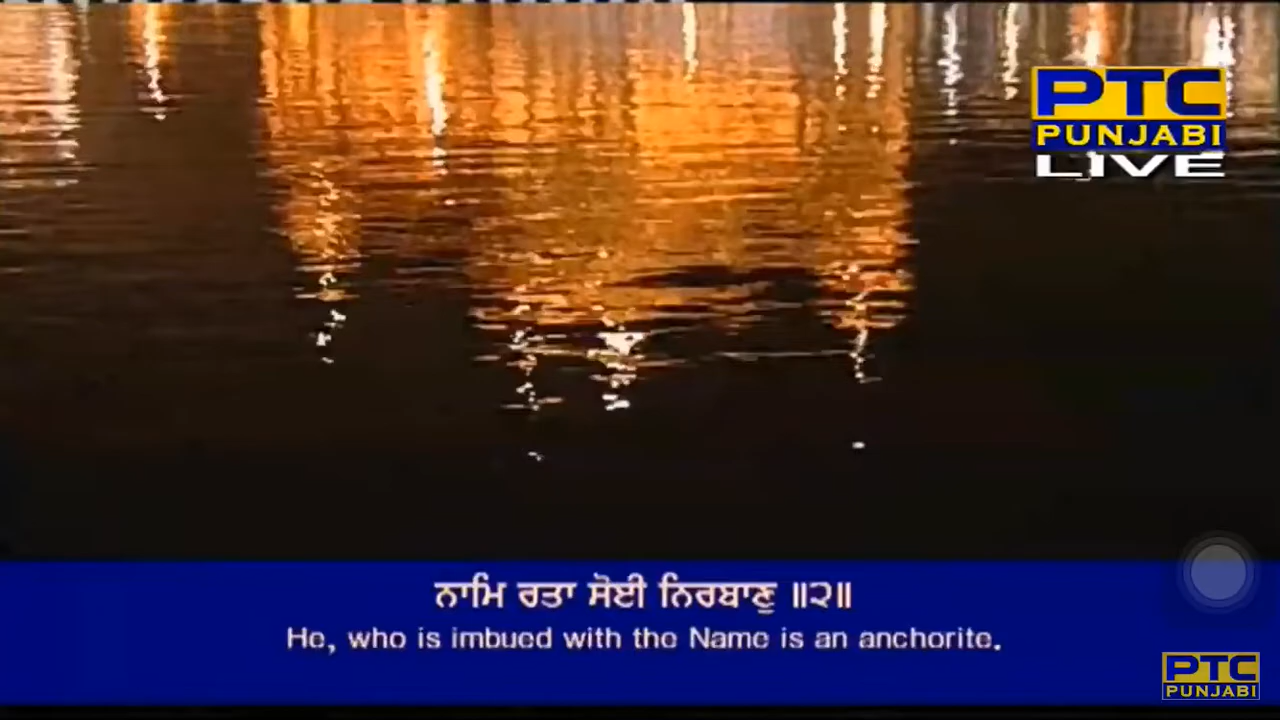 PTC
PUNJABI
LIVE
ਨਾਮਿ ਰਤਾ ਸੋਈ ਨਿਰਬਾਣੁ ॥੨॥
He, who is imbued with the Name is an anchorite.
PTC
PUNJABI